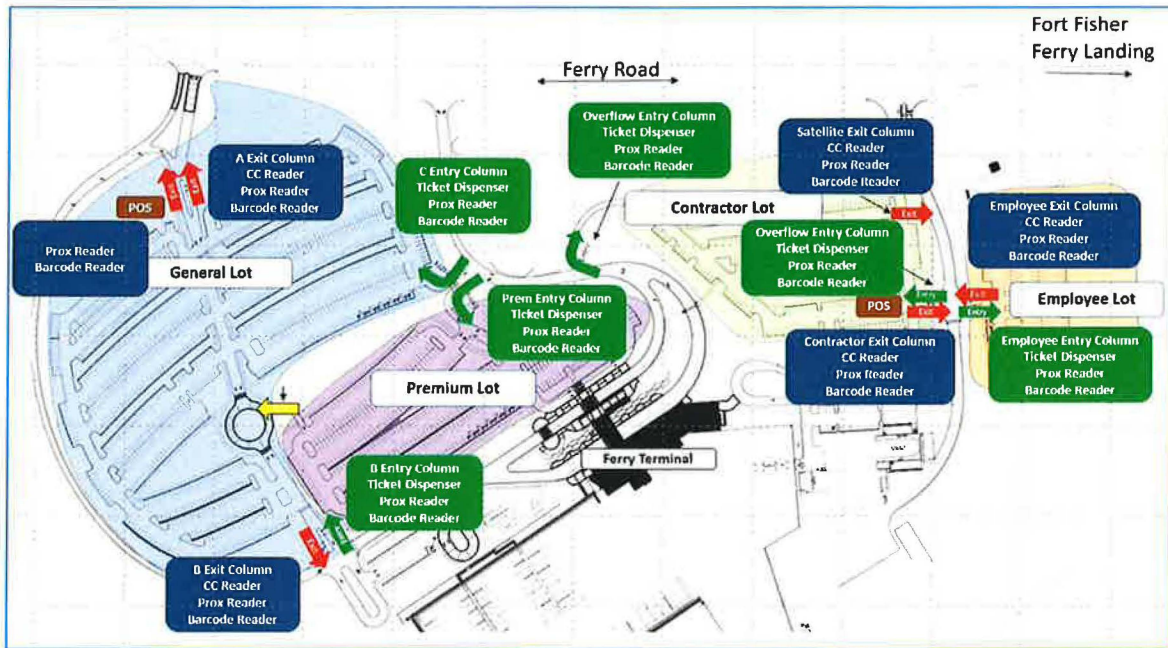 Fort Fisher
Ferry Landing
Ferry Road
Overflow Entry Column
Ticket Dispenser
Prox Reader
Barcode Reader
Satellite Exit Column
CC Reader
Prox Reader
Barcode Reader
A Exit Column
CC Reader
Prox Reader
Barcode Reader
C Entry Column
Ticket Dispenser
Prox Reader
Barcode Reader
POS
Prox Reader
Barcode Reader
General Lot
Contractor Lot
Exit
Employee Exit Column
CC Reader
Prox Reader
Barcode Reader
Overflow Entry Column
Ticket Dispenser
Prox Reader
Barcode Reader
Entry
Exit
POS
Exit
Entry
Employee Lot
Prem Entry Column
Ticket Dispenser
Prox Reader
Barcode Reader
Contractor Exit Column
CC Reader
Prox Reader
Barcode Reader
Employee Entry Column
Ticket Dispenser
Prox Reader
Barcode Reader
Premium Lot
Ferry Terminal
B Entry Column
Ticket Dispenser
Prox Reader
Barcode Reader
Exit
Entry
B Exit Column
CC Reader
Prox Reader
Barcode Reader